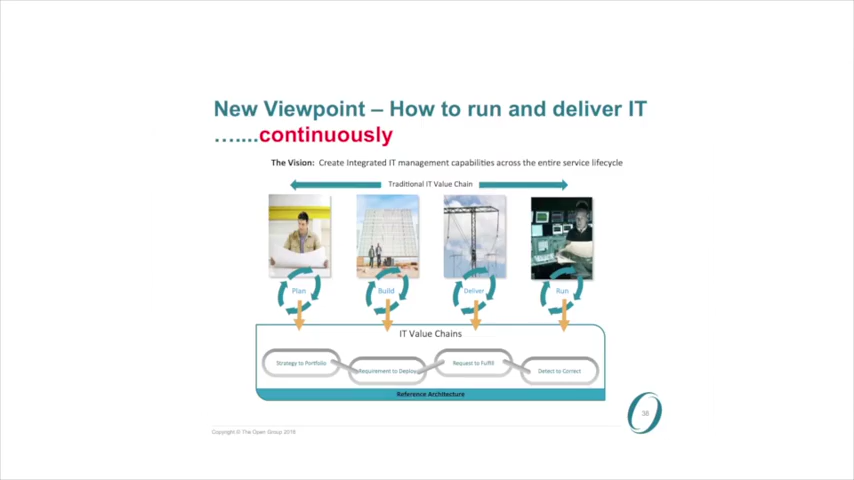 New Viewpoint – How to run and deliver IT
…....continuously
The Vision: Create Integrated IT management capabilities across the entire service lifecycle
Traditional IT Value Chain
Plan
Build
Deliver
Run
IT Value Chains
Strategy to Portfolio
Requirement to Deploy
Request to Fulfill
Detect to Correct
Reference Architecture
38
Copyright © The Open Group 2018